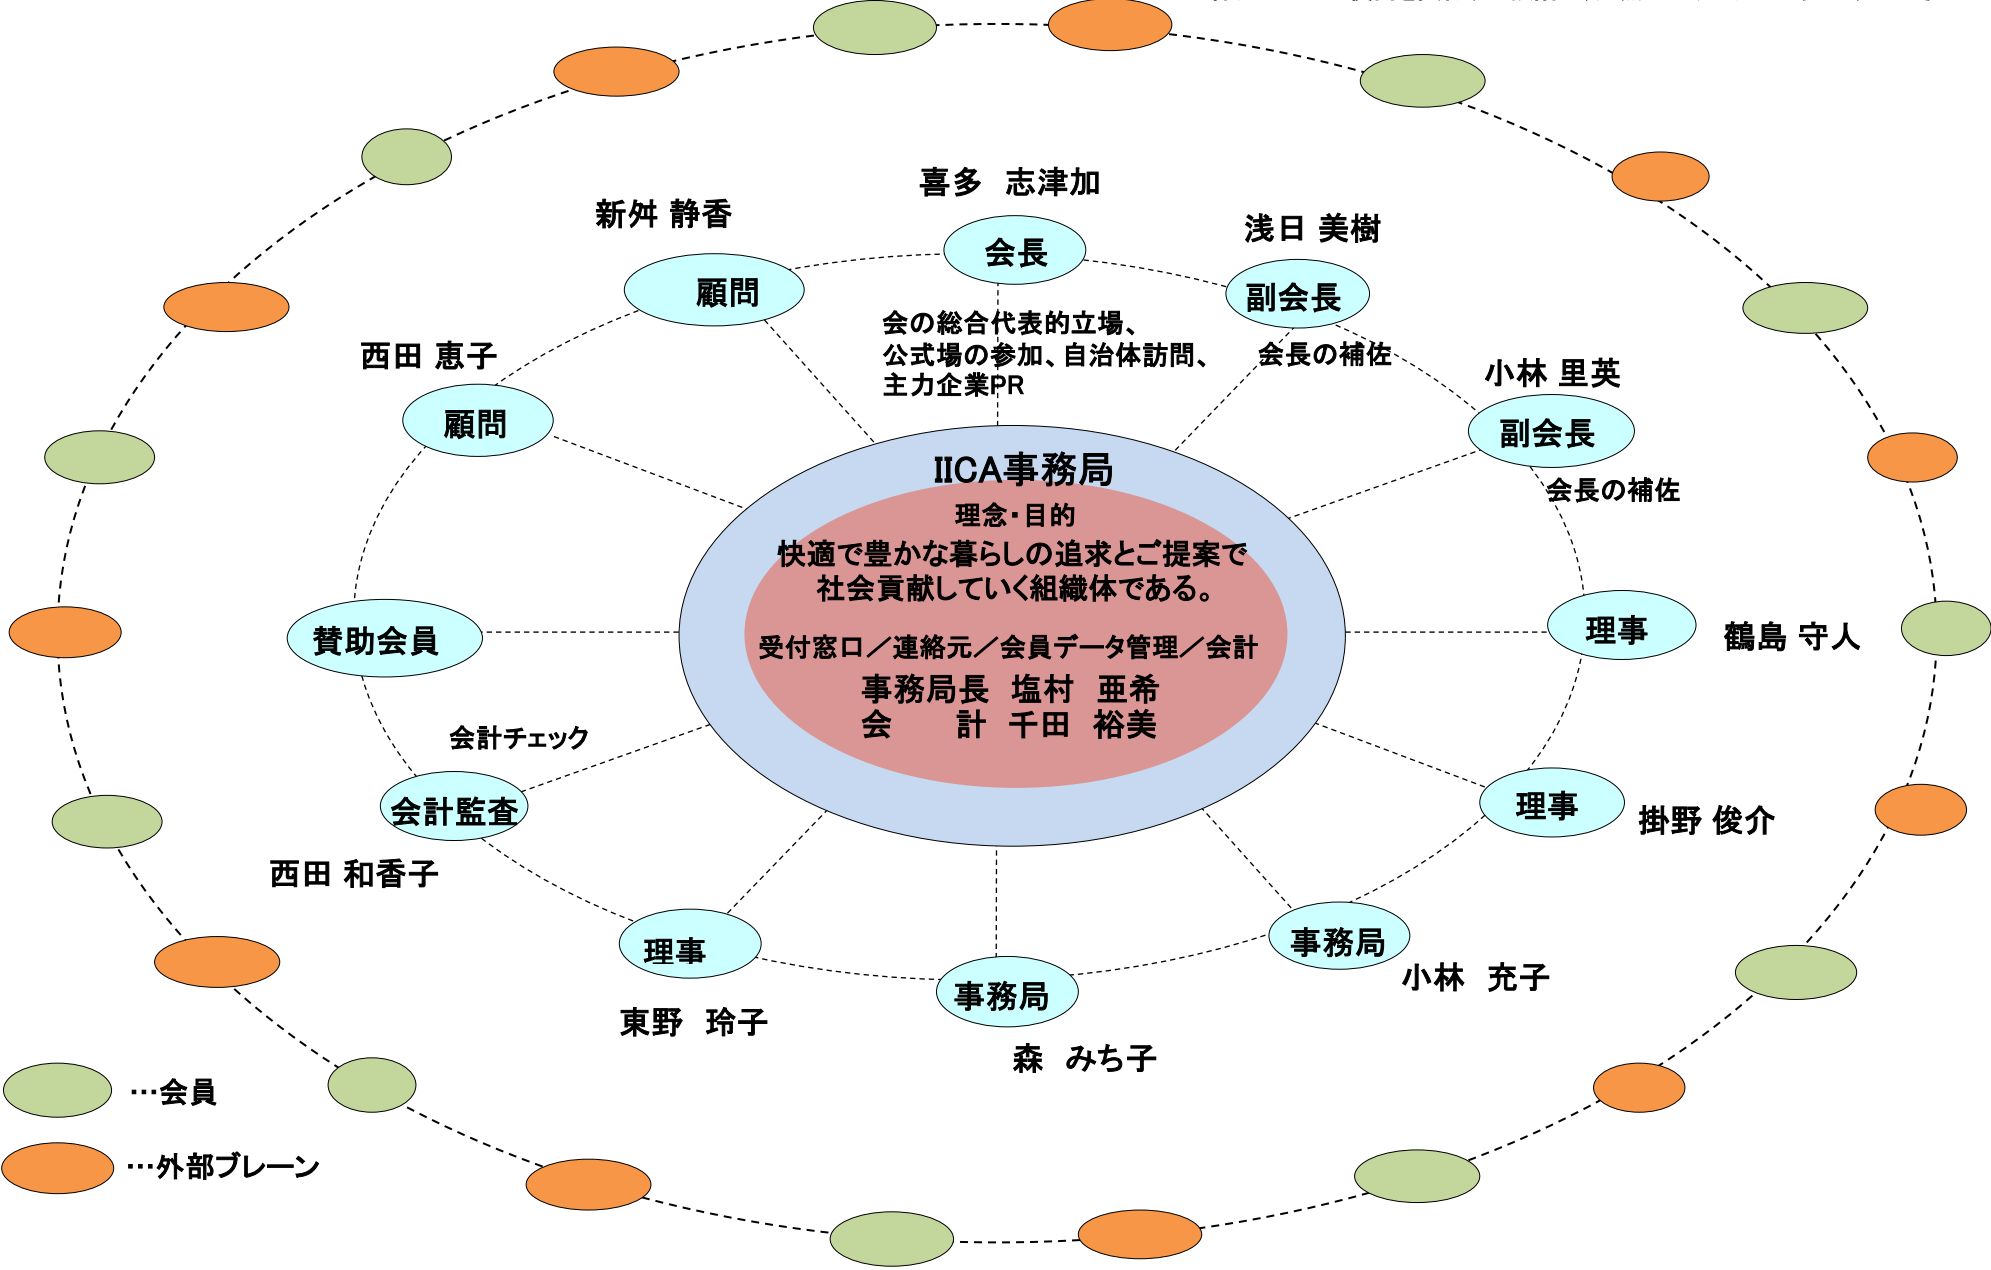 喜多　志津加
新舛 静香
浅日 美樹
会長
顧問
副会長
会の総合代表的立場、
公式場の参加、自治体訪問、
主力企業PR
会長の補佐
西田 恵子
小林 里英
顧問
副会長
会長の補佐
IICA事務局
理念・目的
快適で豊かな暮らしの追求とご提案で
社会貢献していく組織体である。
受付窓口／連絡元／会員データ管理／会計
事務局長　塩村　亜希
会　　計　千田　裕美
賛助会員
理事
鶴島 守人
会計チェック
会計監査
西田 和香子
理事
掛野 俊介
理事
東野　玲子
事務局
森　みち子
事務局
小林　充子
…会員
…外部ブレーン